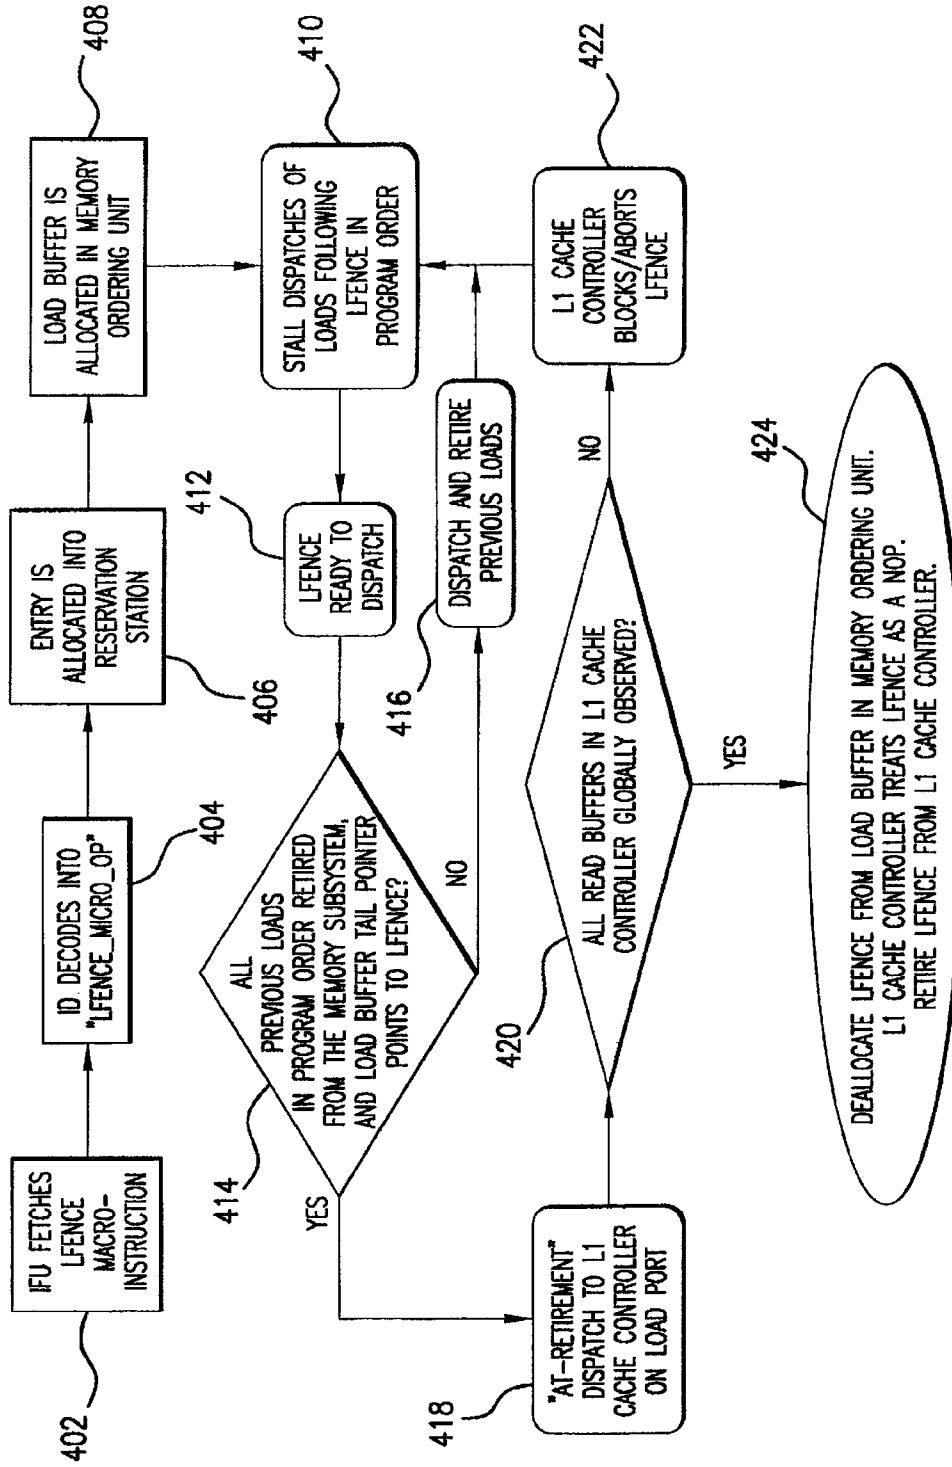 IFU FETCHES
LFENCE
MACRO-
INSTRUCTION
402
ID DECODES INTO
"LFENCE_MICRO_OP"
404
ENTRY IS
ALLOCATED INTO
RESERVATION
STATION
406
LOAD BUFFER IS
ALLOCATED IN MEMORY
ORDERING UNIT
408
STALL DISPATCHES OF
LOADS FOLLOWING
LFENCE IN
PROGRAM ORDER
410
LFENCE
READY TO
DISPATCH
412
ALL
PREVIOUS LOADS
IN PROGRAM ORDER RETIRED
FROM THE MEMORY SUBSYSTEM,
AND LOAD BUFFER TAIL POINTER
POINTS TO LFENCE?
414
YES
NO
DISPATCH AND RETIRE
PREVIOUS LOADS
416
"AT-RETIREMENT"
DISPATCH TO L1
CACHE CONTROLLER
ON LOAD PORT
418
ALL READ BUFFERS IN L1 CACHE
CONTROLLER GLOBALLY OBSERVED?
420
NO
YES
L1 CACHE
CONTROLLER
BLOCKS/ABORTS
LFENCE
422
DEALLOCATE LFENCE FROM LOAD BUFFER IN MEMORY ORDERING UNIT.
L1 CACHE CONTROLLER TREATS LFENCE AS A NOP.
RETIRE LFENCE FROM L1 CACHE CONTROLLER.
424